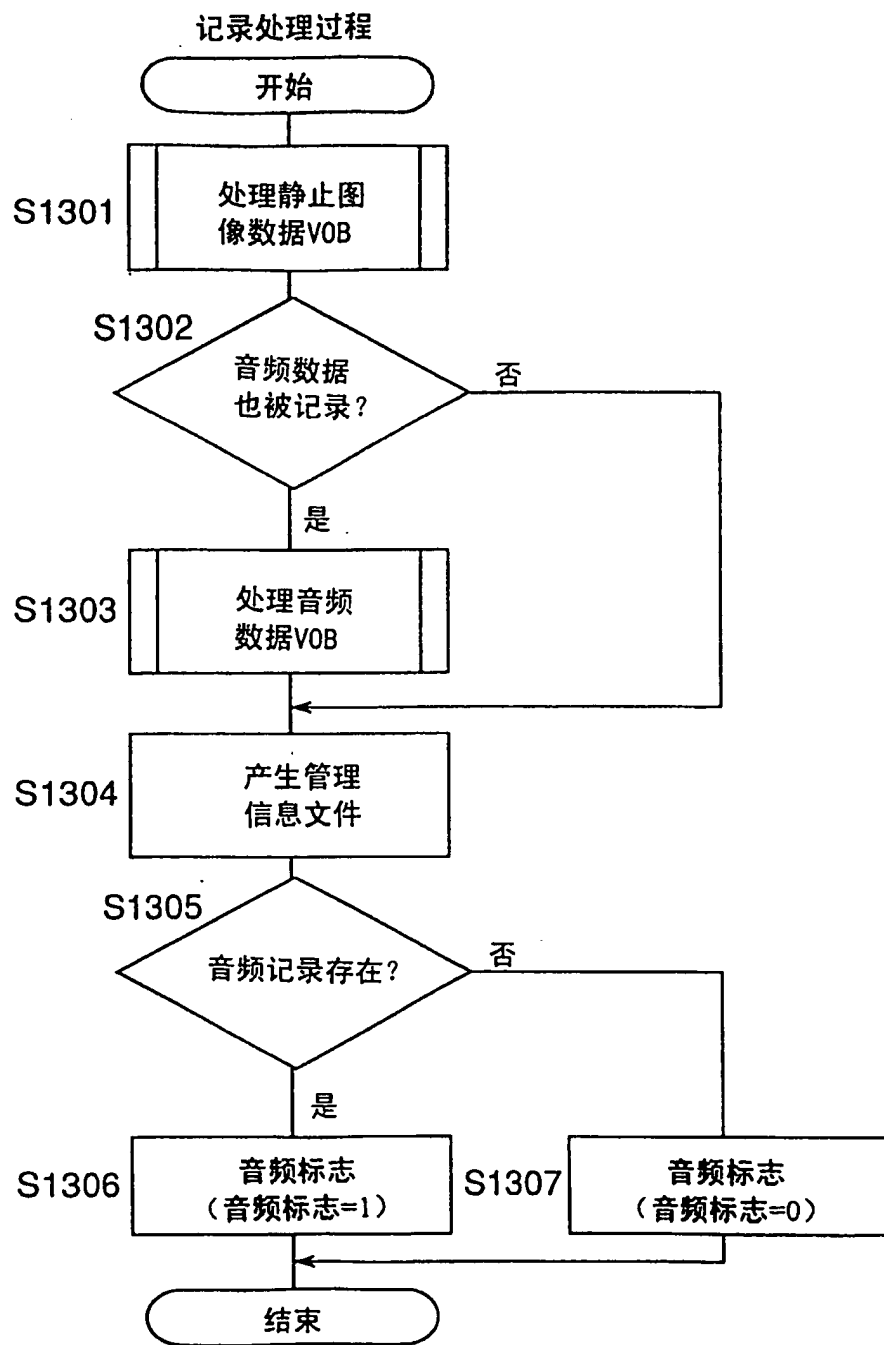 记录处理过程
开始
S1301
处理静止图
像数据VOB
S1302
音频数据
也被记录?
否
是
S1303
处理音频
数据VOB
S1304
产生管理
信息文件
S1305
音频记录存在?
否
是
S1306
音频标志
(音频标志=1)
S1307
音频标志
(音频标志=0)
结束